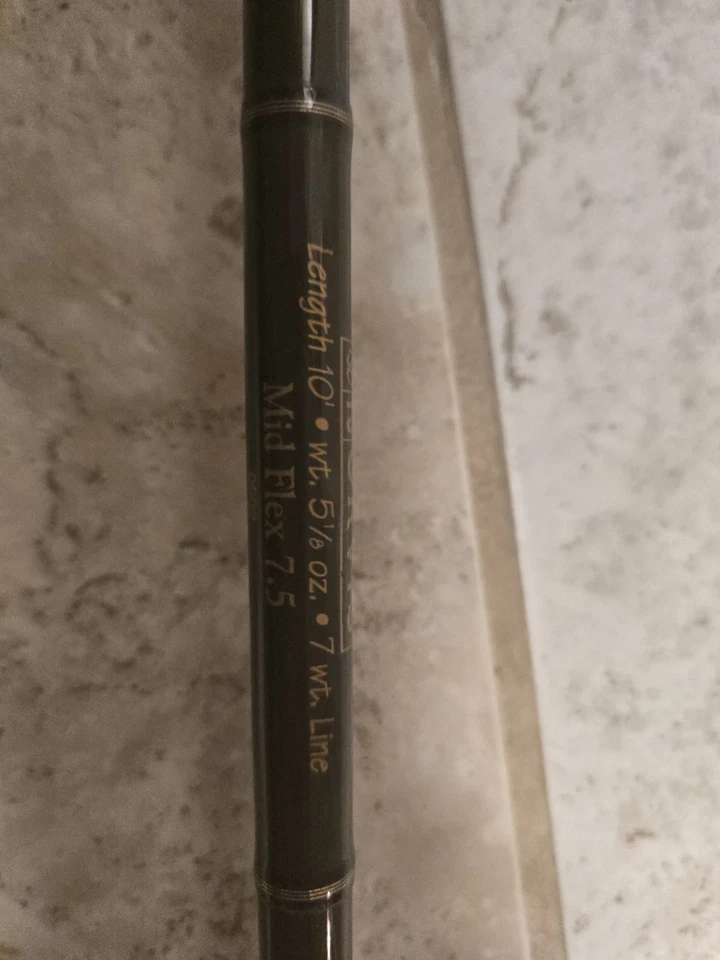 Length 10' • wt. 5⅛ oz. • 7 wt. Line
Mid Flex 7.5